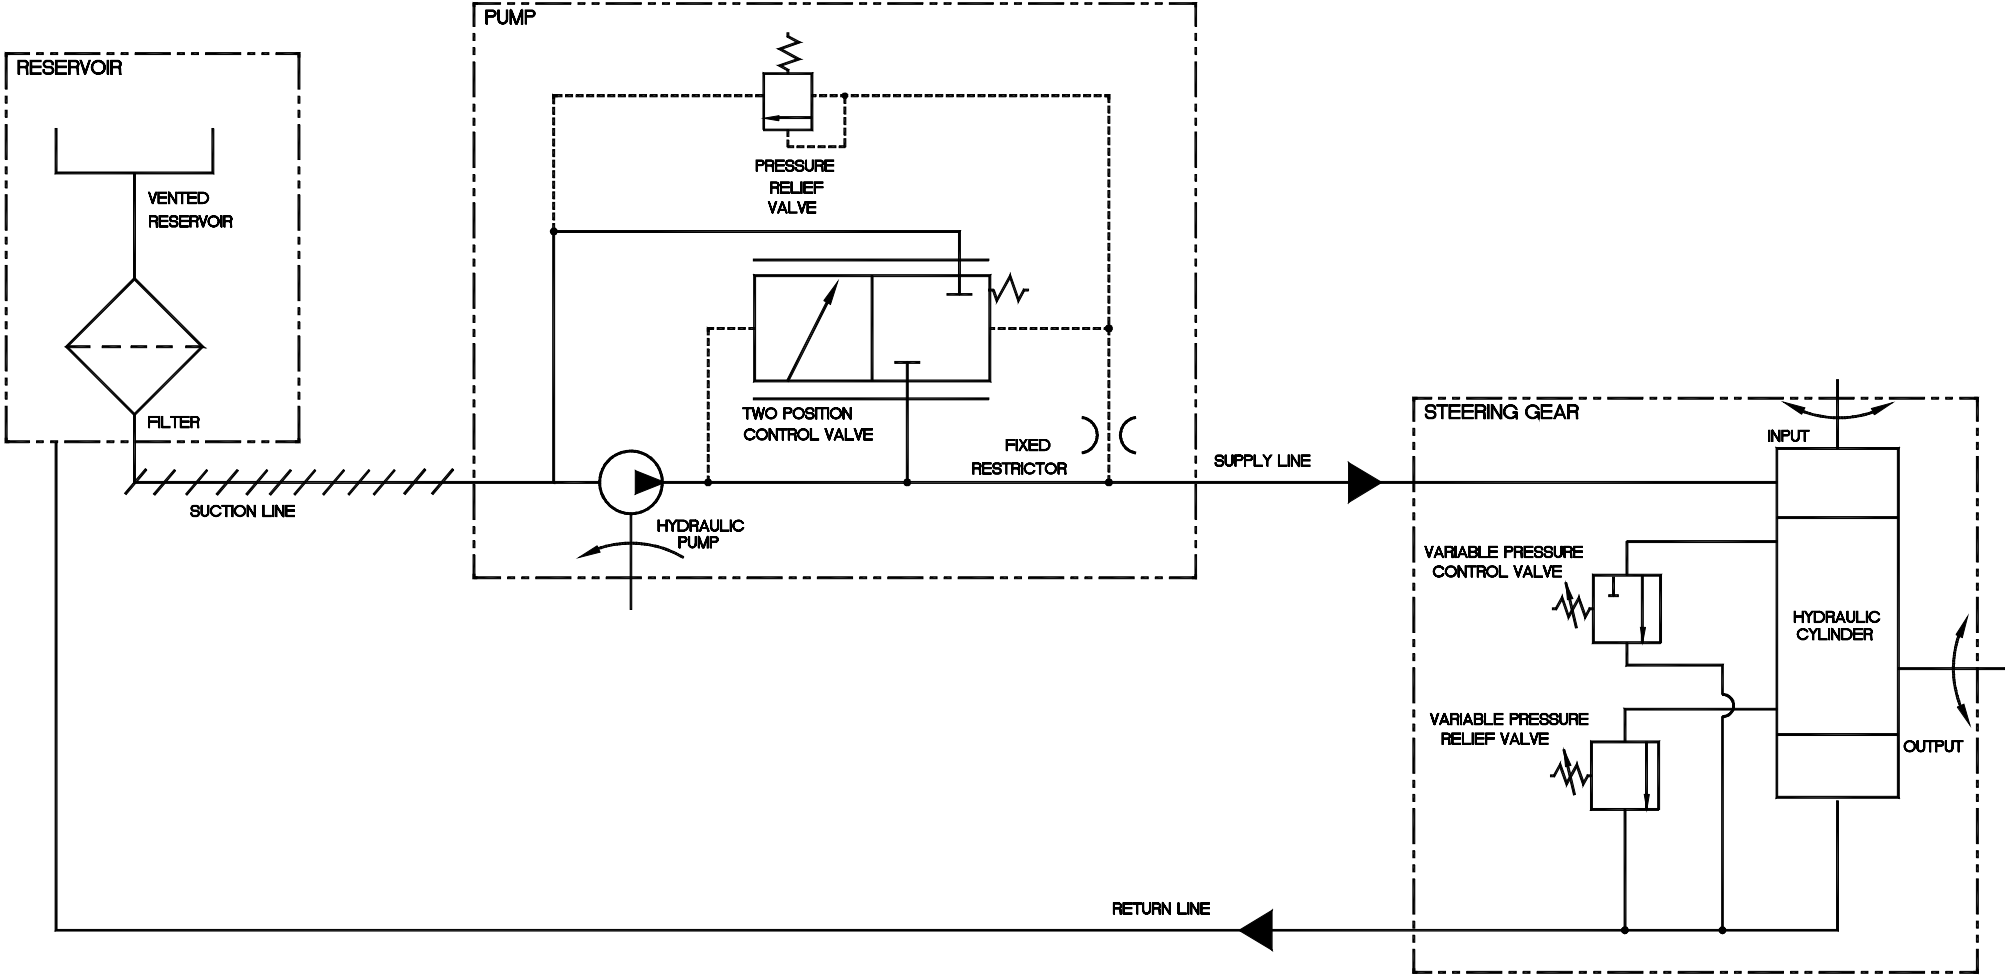 PUMP
RESERVOIR
VENTED
RESERVOIR
FILTER
SUCTION LINE
PRESSURE
RELIEF
VALVE
TWO POSITION
CONTROL VALVE
FIXED
RESTRICTOR
HYDRAULIC
PUMP
SUPPLY LINE
STEERING GEAR
INPUT
VARIABLE PRESSURE
CONTROL VALVE
HYDRAULIC
CYLINDER
VARIABLE PRESSURE
RELIEF VALVE
OUTPUT
RETURN LINE